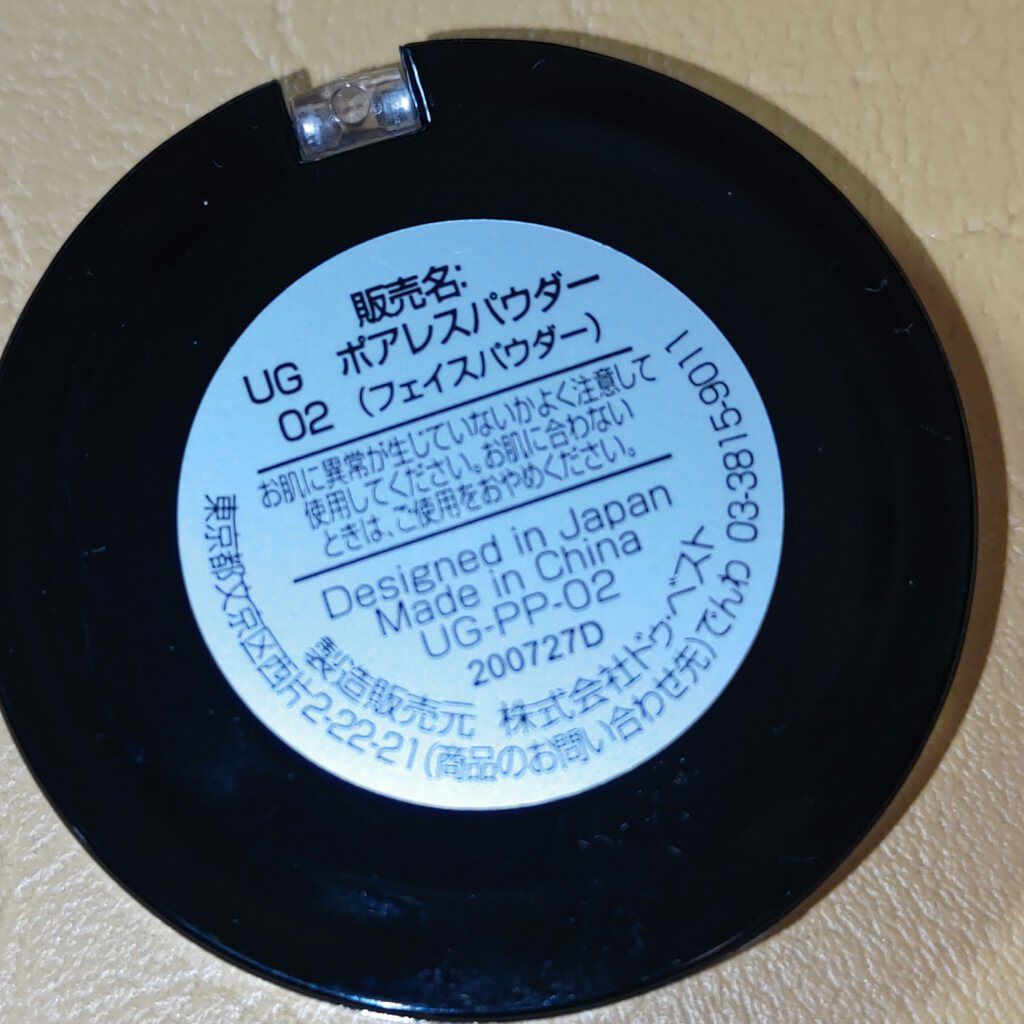 販売名:
UG ポアレスパウダー
02 (フェイスパウダー)
お肌に異常が生じていないかよく注意して
使用してください。お肌に合わない
ときは、ご使用をおやめください。
Designed in Japan
Made in China
UG-PP-02
200727D
製造販売元 株式会社ドゥ・ベスト
東京都文京区西片2-22-21(商品のお問い合わせ先)でんわ 03-3815-9011